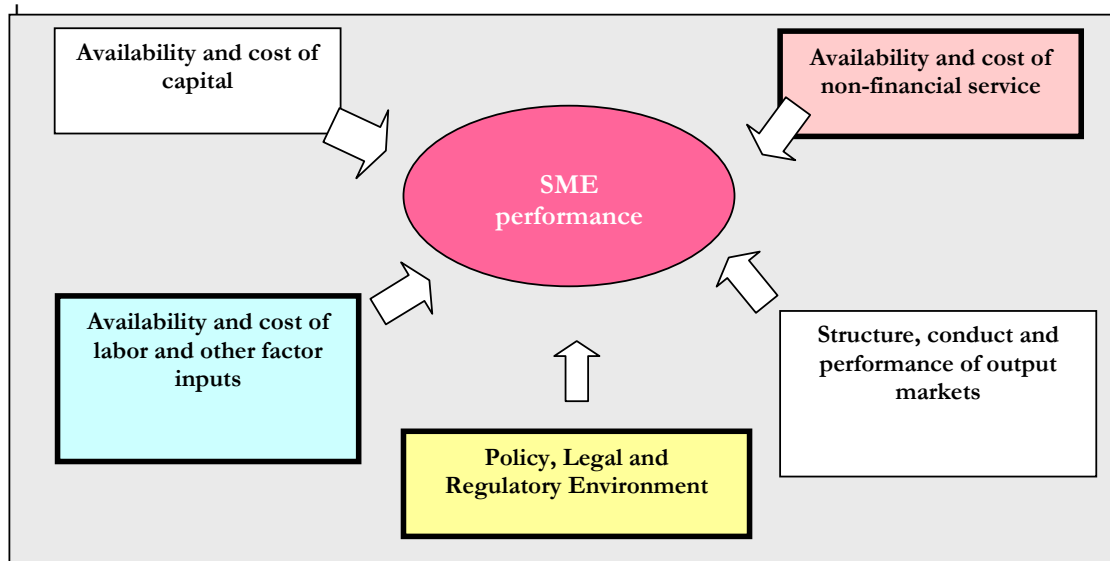 Availability and cost of
capital
Availability and cost of
non-financial service
SME
performance
Availability and cost of
labor and other factor
inputs
Structure, conduct and
performance of output
markets
Policy, Legal and
Regulatory Environment